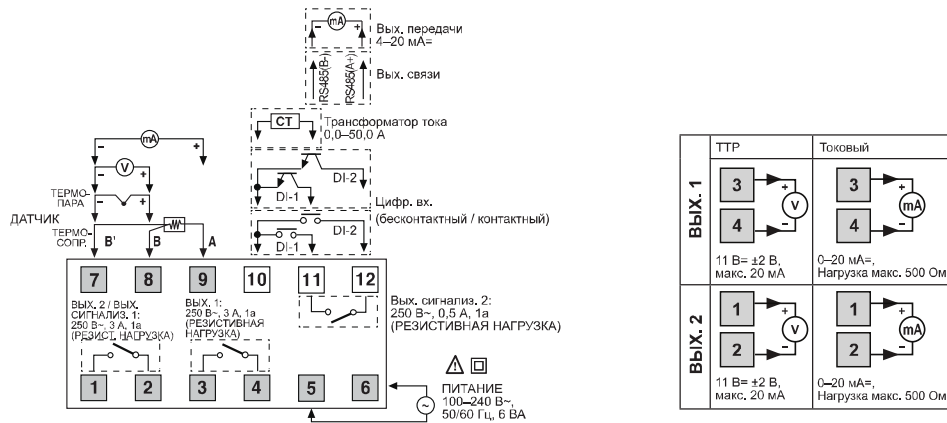 mA
Вых. передачи
4–20 мА=
RS485(B-)
RS485(A+)
Вых. связи
CT
Трансформатор тока
0,0–50,0 А
DI-2
DI-1
Цифр. вх.
(бесконтактный / контактный)
DI-2
DI-1
mA
V
ТЕРМО-
ПАРА
ДАТЧИК
ТЕРМО-
СОПР.
B'
B
A
7
8
9
10
11
12
ВЫХ. 2 / ВЫХ.
СИГНАЛИЗ. 1:
250 В~, 3 А, 1а
(РЕЗИСТ. НАГРУЗКА)
ВЫХ. 1:
250 В~, 3 А, 1а
(РЕЗИСТИВНАЯ
НАГРУЗКА)
Вых. сигнализ. 2:
250 В~, 0,5 А, 1а
(РЕЗИСТИВНАЯ НАГРУЗКА)
1
2
3
4
5
6
ПИТАНИЕ
100–240 В~,
50/60 Гц, 6 ВА
ТТР
Токовый
ВЫХ. 1
3
4
V
3
4
mA
11 В= ±2 В,
макс. 20 мА
0–20 мА=,
Нагрузка макс. 500 Ом
ВЫХ. 2
1
2
V
1
2
mA
11 В= ±2 В,
макс. 20 мА
0–20 мА=,
Нагрузка макс. 500 Ом